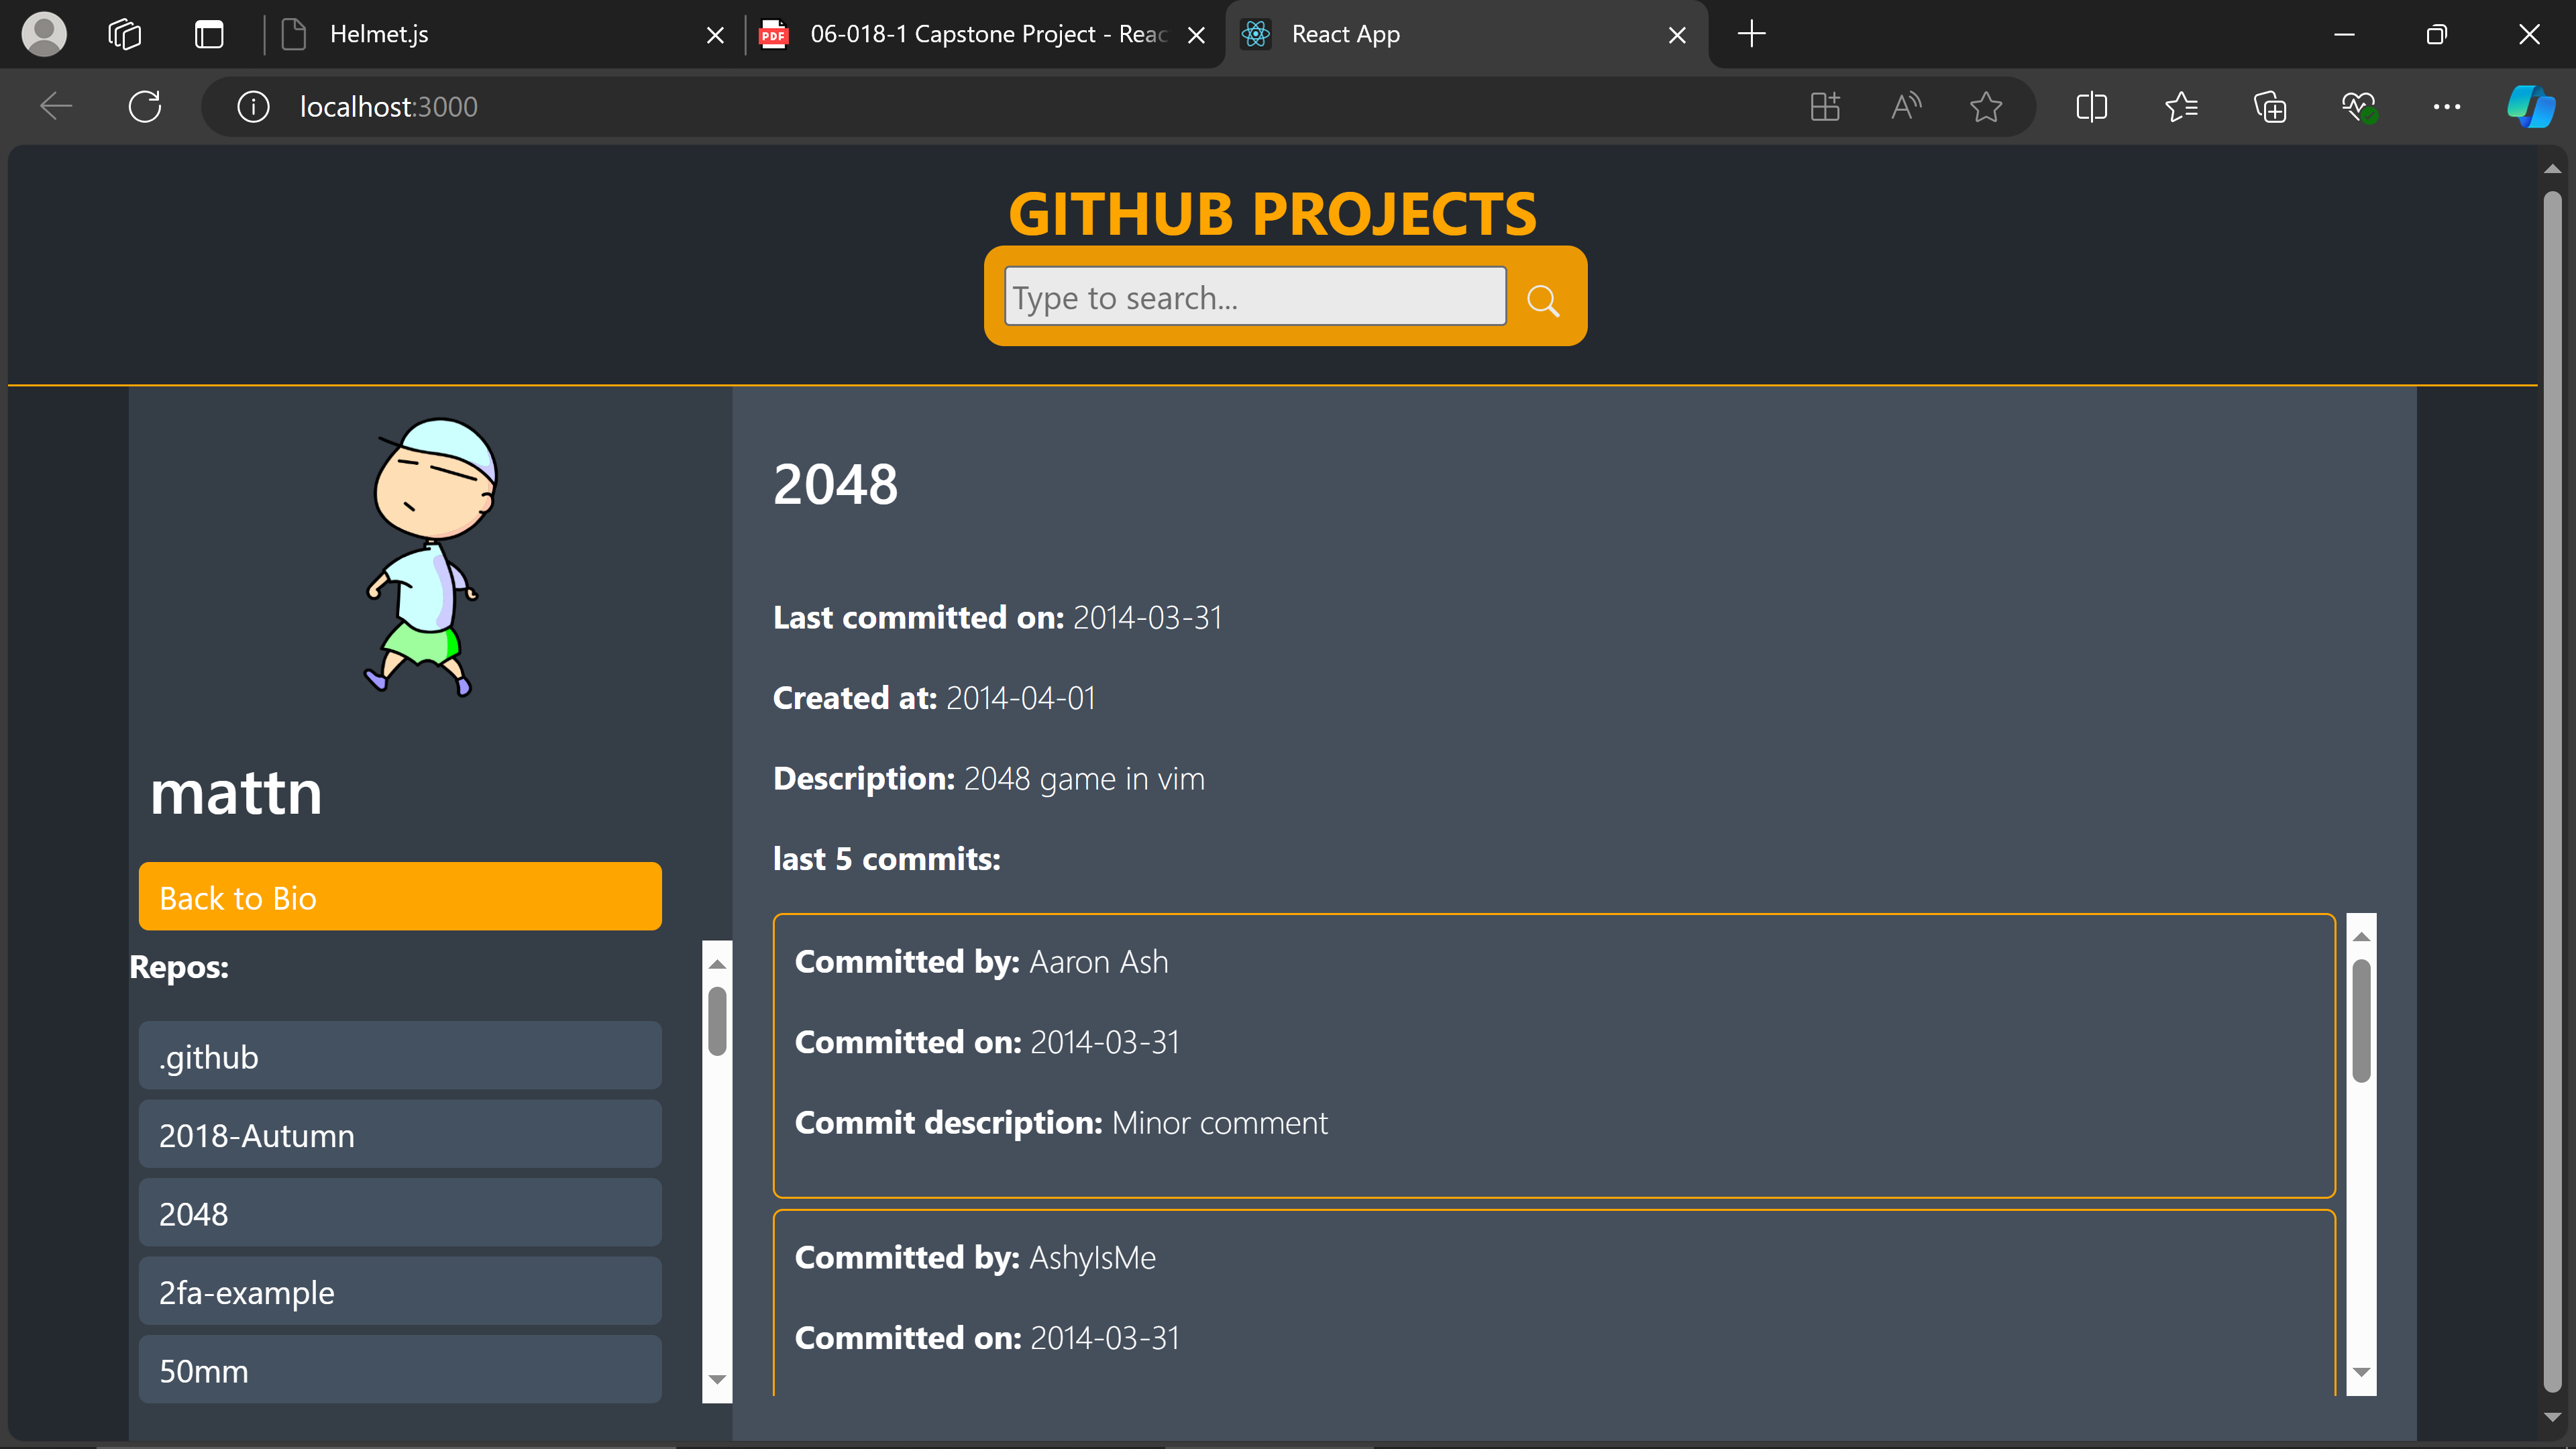 Helmet.js
PDF
06-018-1 Capstone Project - Reac
React App
localhost:3000
GITHUB PROJECTS
Type to search...
mattn
Back to Bio
Repos:
.github
2018-Autumn
2048
2fa-example
50mm
2048
Last committed on: 2014-03-31
Created at: 2014-04-01
Description: 2048 game in vim
last 5 commits:
Committed by: Aaron Ash
Committed on: 2014-03-31
Commit description: Minor comment
Committed by: AshyIsMe
Committed on: 2014-03-31